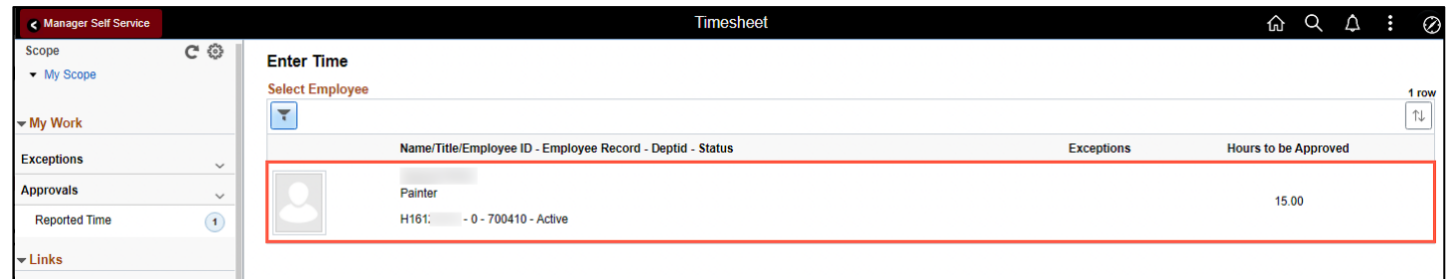 Manager Self Service
Timesheet
Scope
My Scope
My Work
Exceptions
Approvals
Reported Time 1
Links
Enter Time
Select Employee
1 row
Name/Title/Employee ID - Employee Record - Deptid - Status Exceptions Hours to be Approved
Painter
15.00
H161 - 0 - 700410 - Active